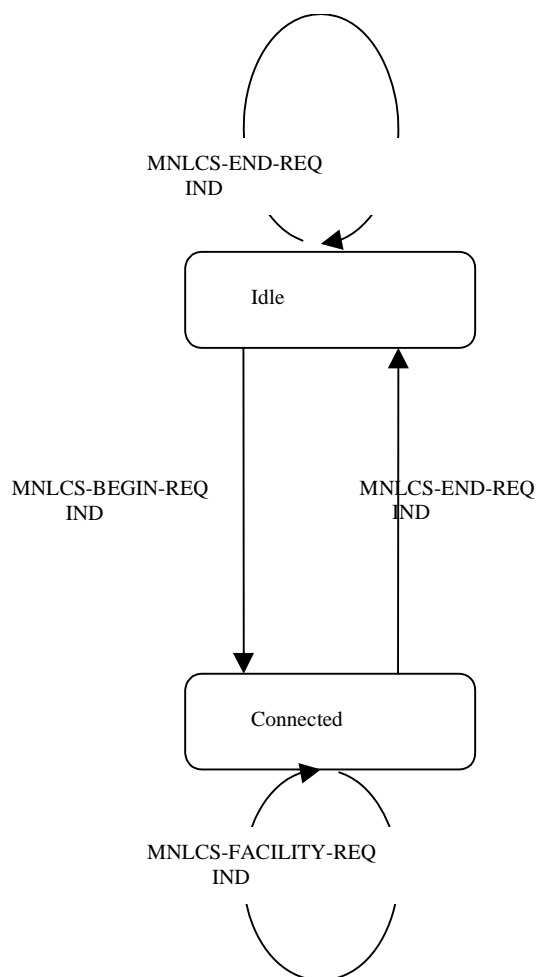 MNLCS-END-REQ
IND
Idle
MNLCS-BEGIN-REQ
IND
MNLCS-END-REQ
IND
Connected
MNLCS-FACILITY-REQ
IND